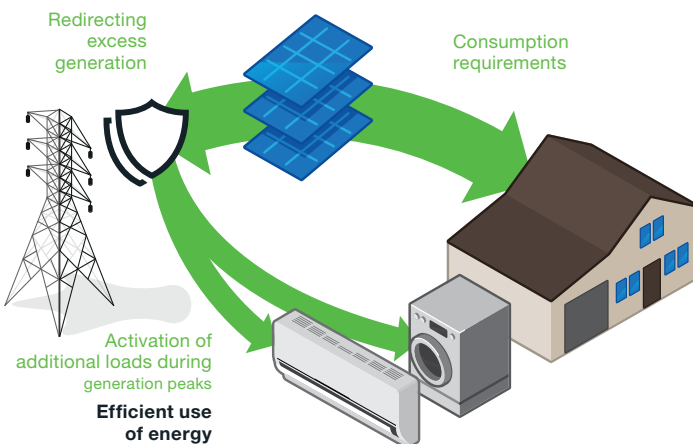 Redirecting
excess
generation
Consumption
requirements
Activation of
additional loads during
generation peaks
Efficient use
of energy